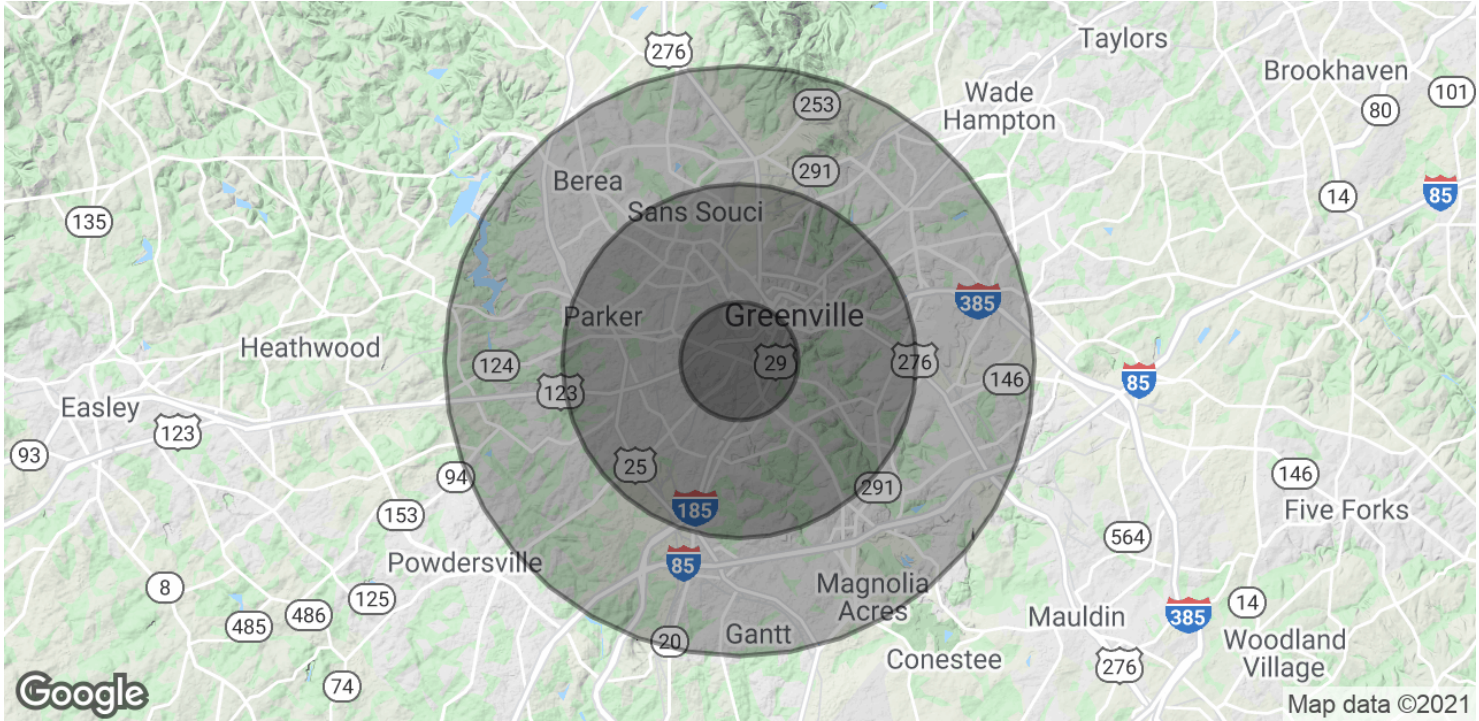 276
Taylors
Brookhaven
101
253
Wade
Hampton
80
291
Berea
14
85
135
Sans Souci
385
Greenville
Parker
Heathwood
124
29
276
146
85
123
Easley
123
93
25
94
291
146
185
153
Five Forks
564
Powdersville
85
8
125
Magnolia
Acres
14
486
485
Mauldin
385
20
Gantt
Woodland
Village
Conestee
276
74
Google
Map data ©2021